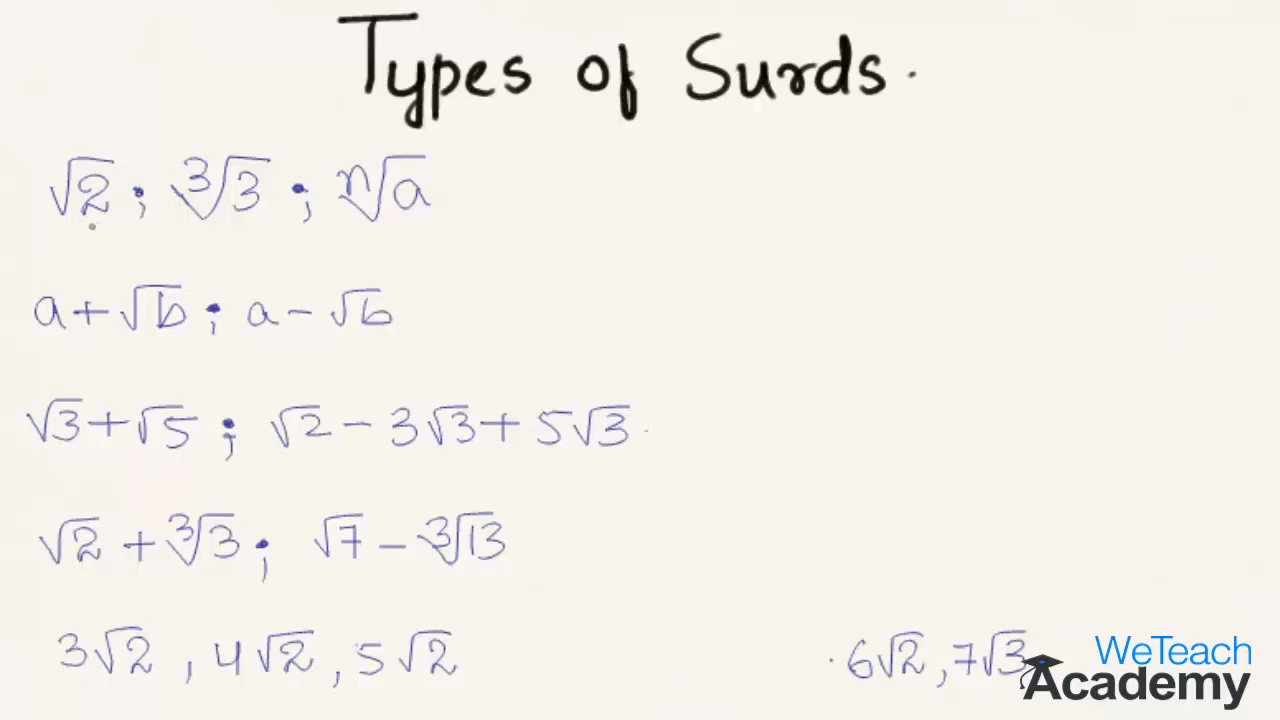 Types of Surds.
√2 ; ∛3 ; ⁿ√a
a + √b ; a - √b
√3 + √5 ; √2 - 3√3 + 5√3
√2 + ∛3 ; √7 - ∛13
3√2 , 4√2 , 5√2
6√2 , 7√3
WeTeach
Academy